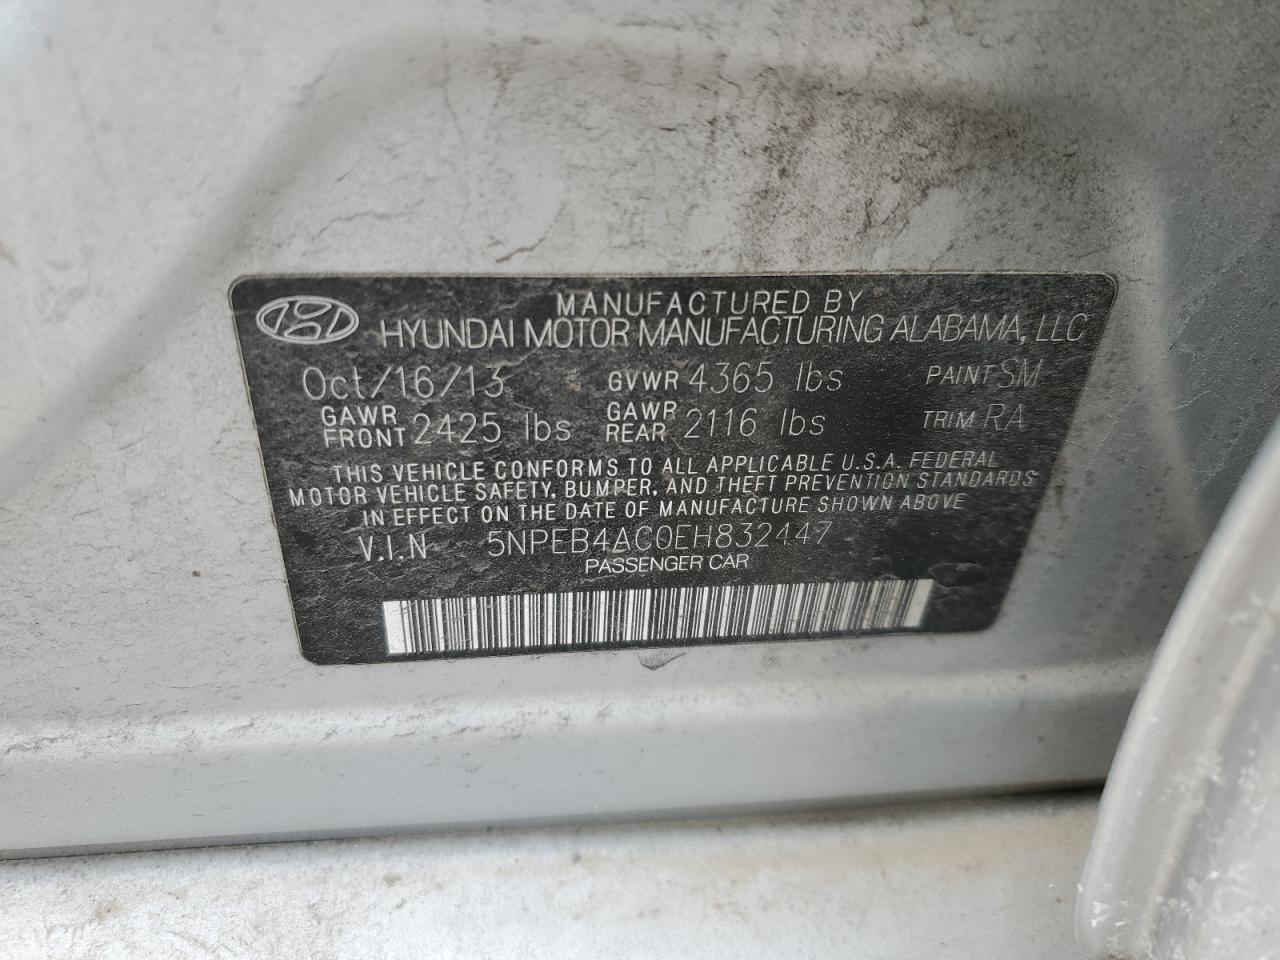 MANUFACTURED BY
HYUNDAI MOTOR MANUFACTURING ALABAMA, LLC
Oct/16/13 GVWR 4365 lbs PAINT SM
GAWR FRONT 2425 lbs GAWR REAR 2116 lbs TRIM RA
THIS VEHICLE CONFORMS TO ALL APPLICABLE U.S.A. FEDERAL
MOTOR VEHICLE SAFETY, BUMPER, AND THEFT PREVENTION STANDARDS
IN EFFECT ON THE DATE OF MANUFACTURE SHOWN ABOVE
V.I.N 5NPEB4AC0EH832447
PASSENGER CAR